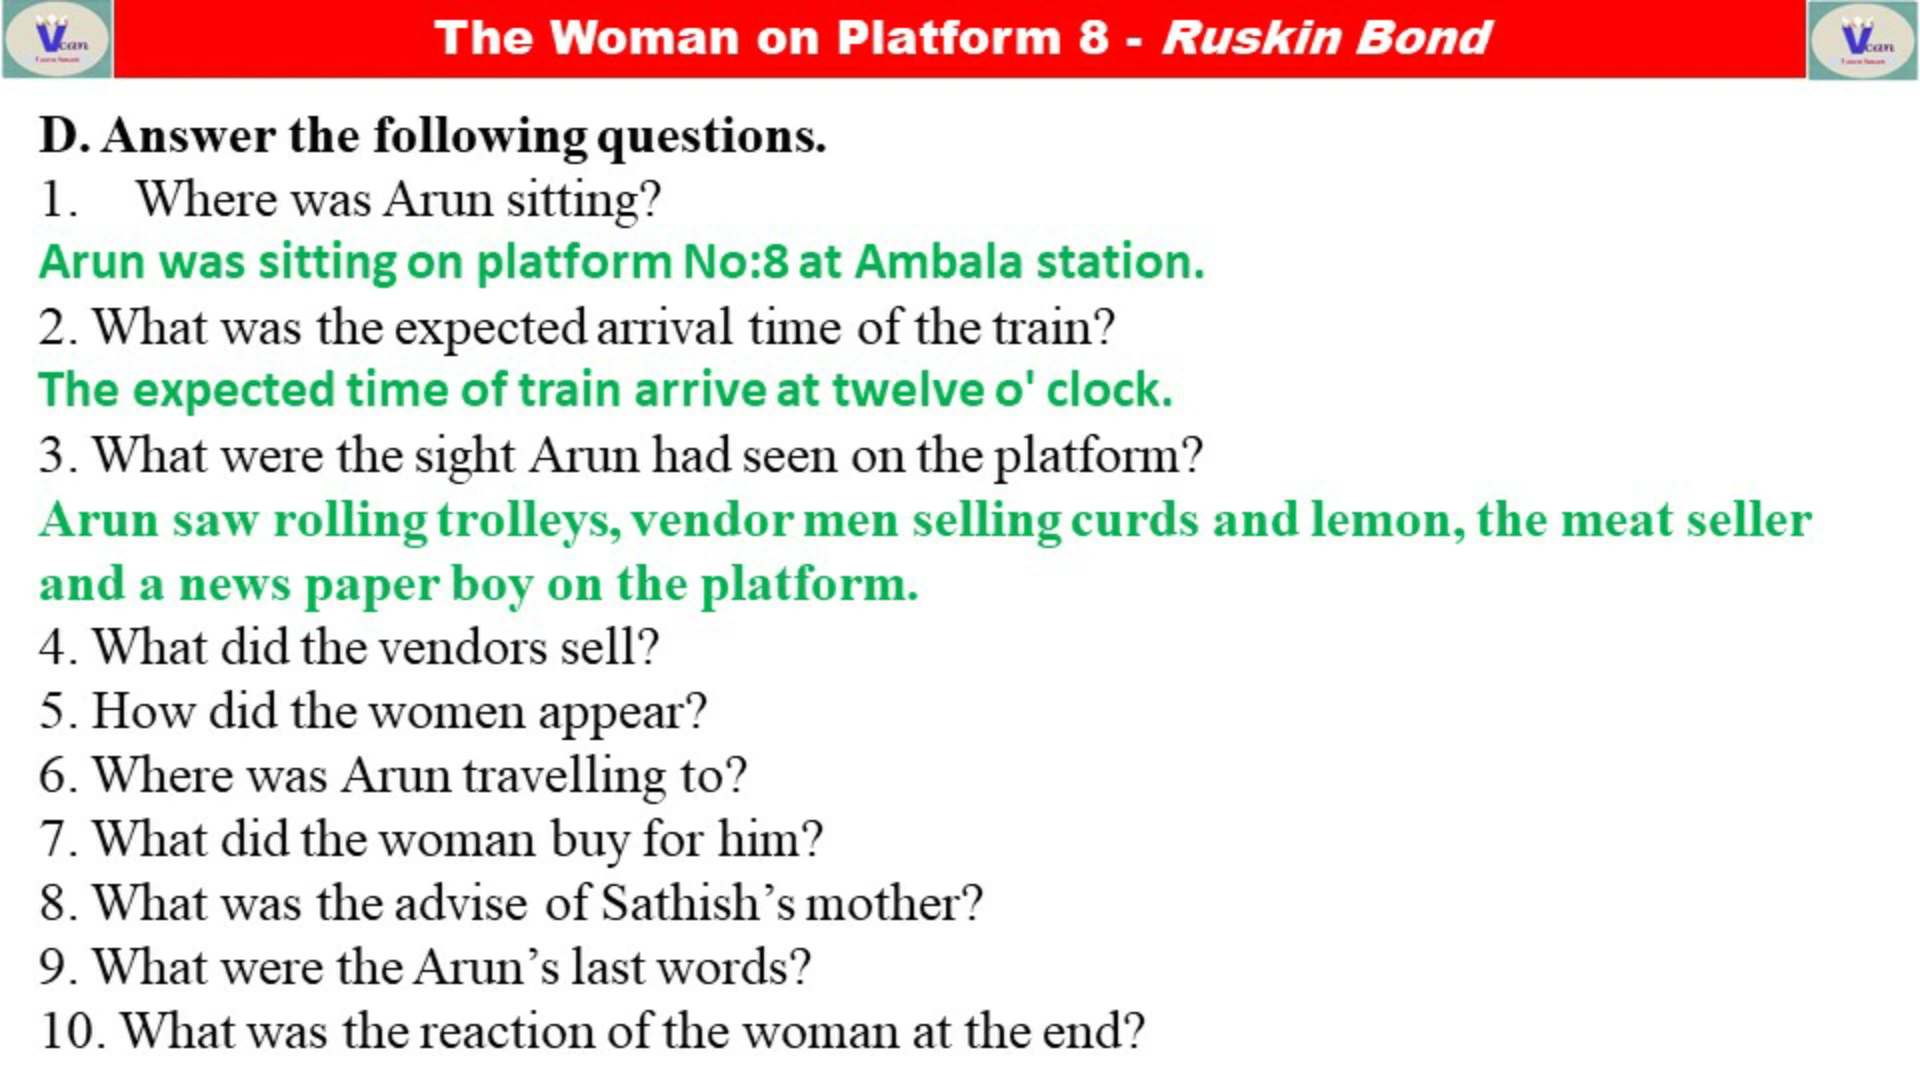 Vcan
The Woman on Platform 8 - Ruskin Bond
Vcan
D. Answer the following questions.
1. Where was Arun sitting?
Arun was sitting on platform No:8 at Ambala station.
2. What was the expected arrival time of the train?
The expected time of train arrive at twelve o' clock.
3. What were the sight Arun had seen on the platform?
Arun saw rolling trolleys, vendor men selling curds and lemon, the meat seller
and a news paper boy on the platform.
4. What did the vendors sell?
5. How did the women appear?
6. Where was Arun travelling to?
7. What did the woman buy for him?
8. What was the advise of Sathish’s mother?
9. What were the Arun’s last words?
10. What was the reaction of the woman at the end?